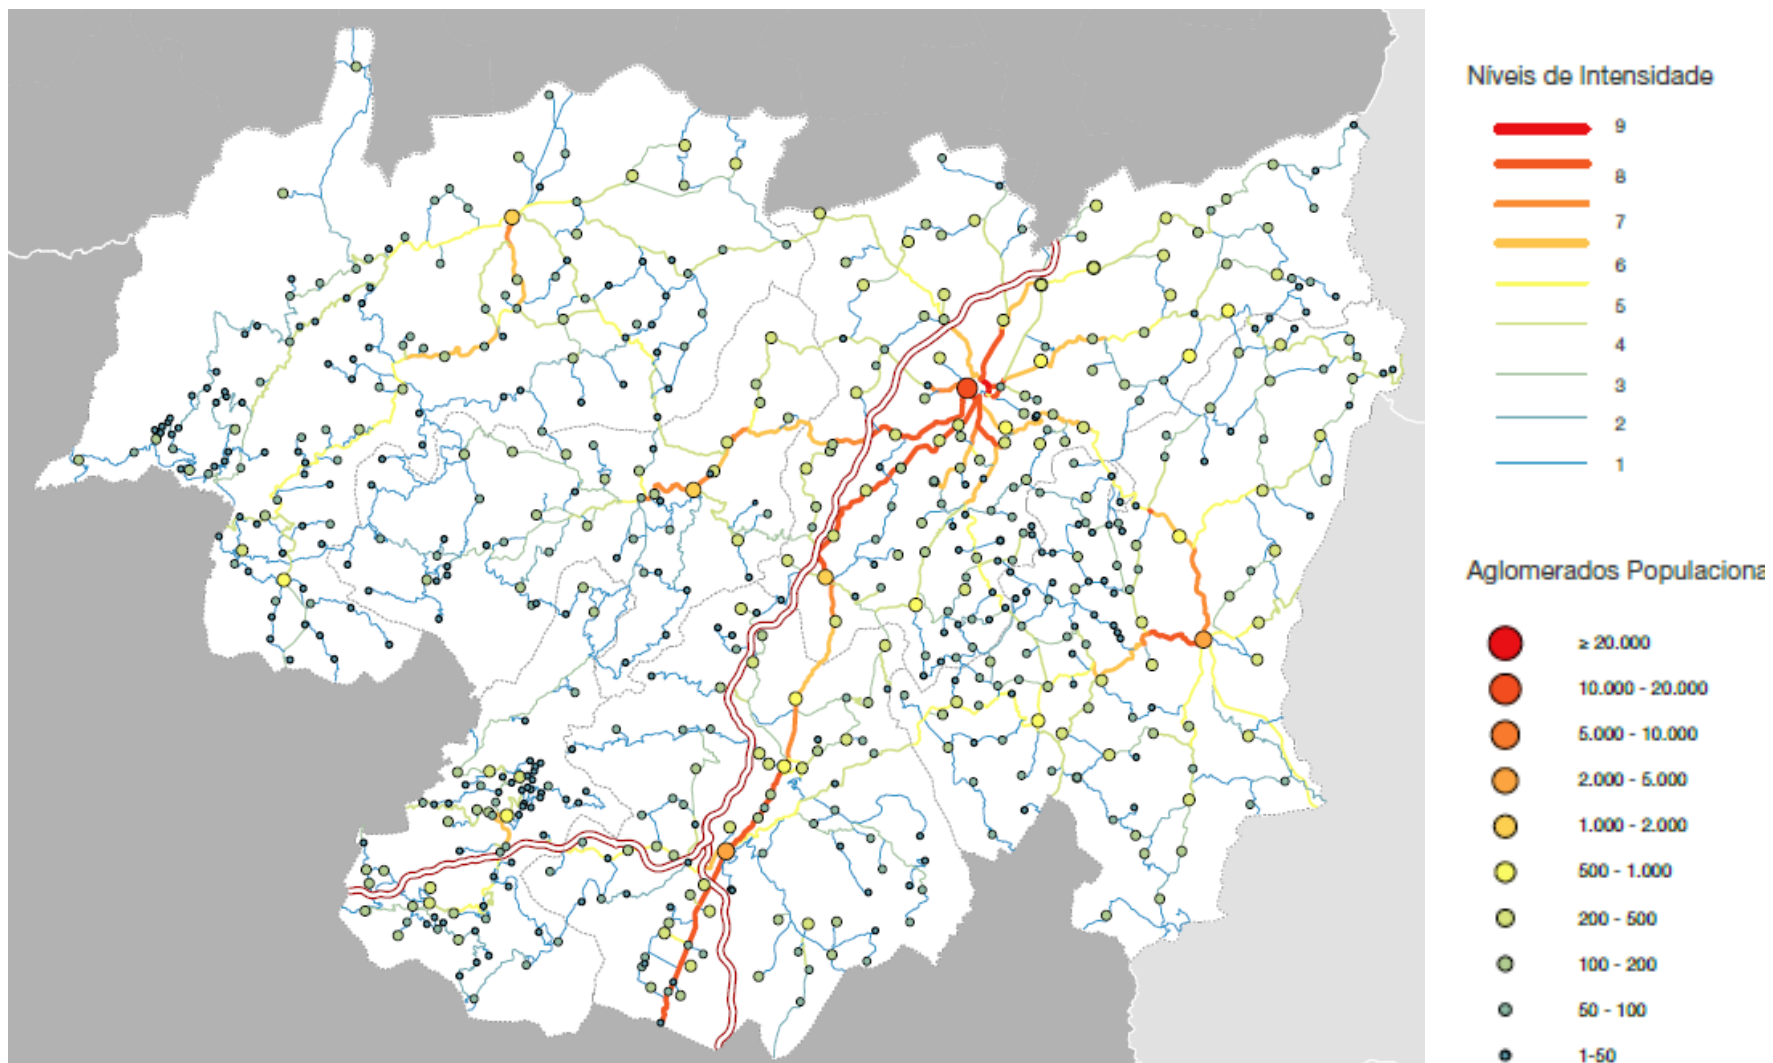 Níveis de Intensidade
9
8
7
6
5
4
3
2
1
Aglomerados Populaciona
≥ 20.000
10.000 - 20.000
5.000 - 10.000
2.000 - 5.000
1.000 - 2.000
500 - 1.000
200 - 500
100 - 200
50 - 100
1-50